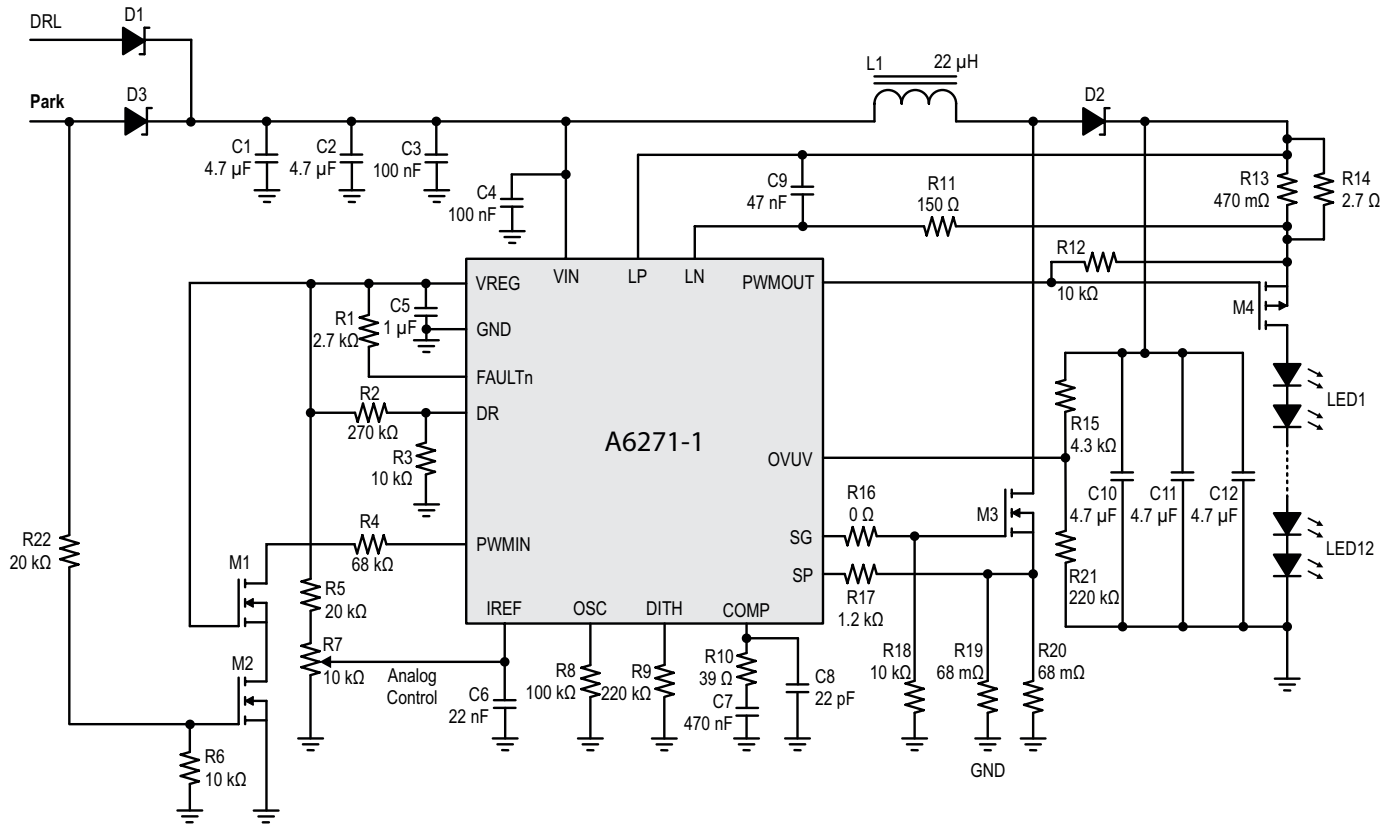 DRL
D1
Park
D3
L1
22 µH
D2
C1
4.7 µF
C2
4.7 µF
C3
100 nF
C4
100 nF
C9
47 nF
R11
150 Ω
R13
470 mΩ
R14
2.7 Ω
R12
10 kΩ
M4
VIN
LP
LN
VREG
PWMOUT
C5
1 µF
GND
R1
2.7 kΩ
FAULTn
R2
270 kΩ
DR
R3
10 kΩ
A6271-1
OVUV
R15
4.3 kΩ
LED1
C10
4.7 µF
C11
4.7 µF
C12
4.7 µF
R16
0 Ω
M3
SG
R22
20 kΩ
M1
R4
68 kΩ
PWMIN
SP
R17
1.2 kΩ
R21
220 kΩ
LED12
R5
20 kΩ
IREF
OSC
DITH
COMP
M2
R7
10 kΩ
Analog
Control
C6
22 nF
R8
100 kΩ
R9
220 kΩ
R10
39 Ω
C7
470 nF
C8
22 pF
R18
10 kΩ
R19
68 mΩ
R20
68 mΩ
R6
10 kΩ
GND